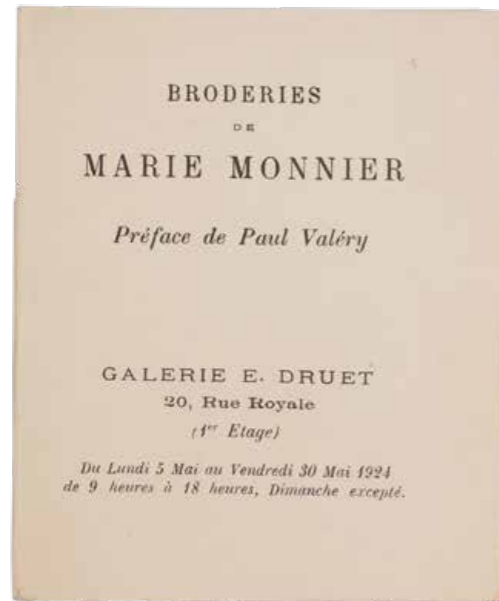 BRODERIES
DE
MARIE MONNIER
Préface de Paul Valéry
GALERIE E. DRUET
20, Rue Royale
(1er Etage)
Du Lundi 5 Mai au Vendredi 30 Mai 1924
de 9 heures à 18 heures, Dimanche excepté.